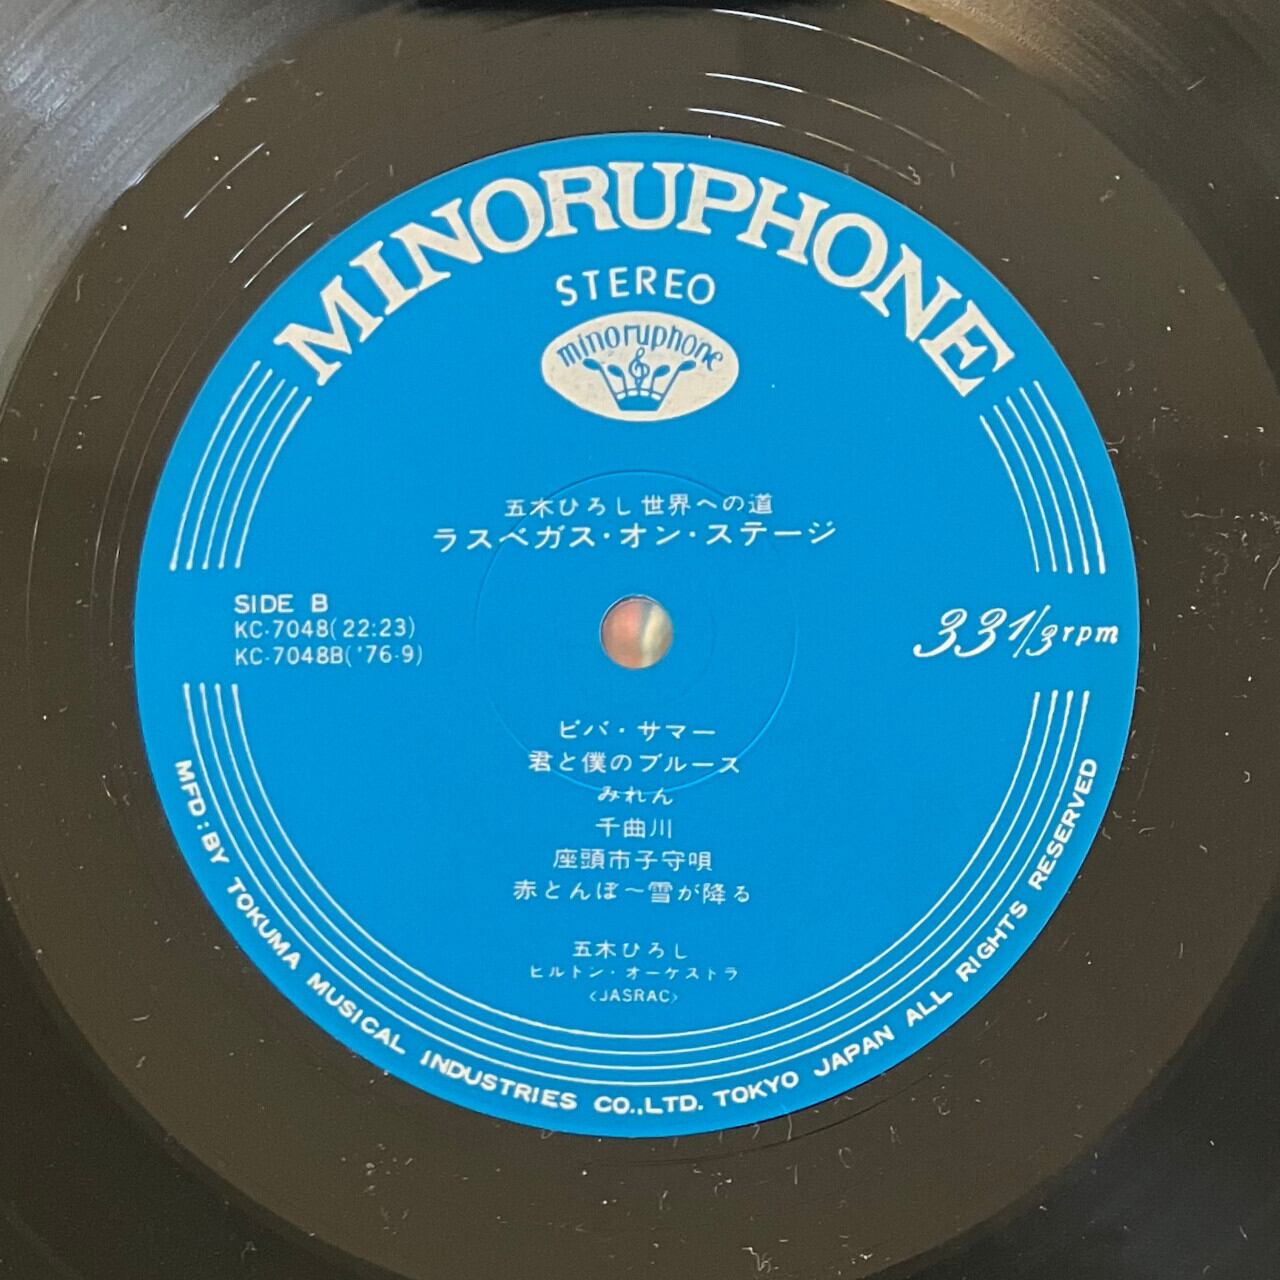 MINORUPHONE
STEREO
minoruphone
五木ひろし世界への道
ラスベガス・オン・ステージ
SIDE B
KC-7048(22:23)
KC-7048B('76-9)
33 1/3 rpm
ビバ・サマー
君と僕のブルース
みれん
千曲川
座頭市子守唄
赤とんぼ〜雪が降る
五木ひろし
ヒルトン・オーケストラ
<JASRAC>
MFD: BY TOKUMA MUSICAL INDUSTRIES CO.,LTD. TOKYO JAPAN ALL RIGHTS RESERVED